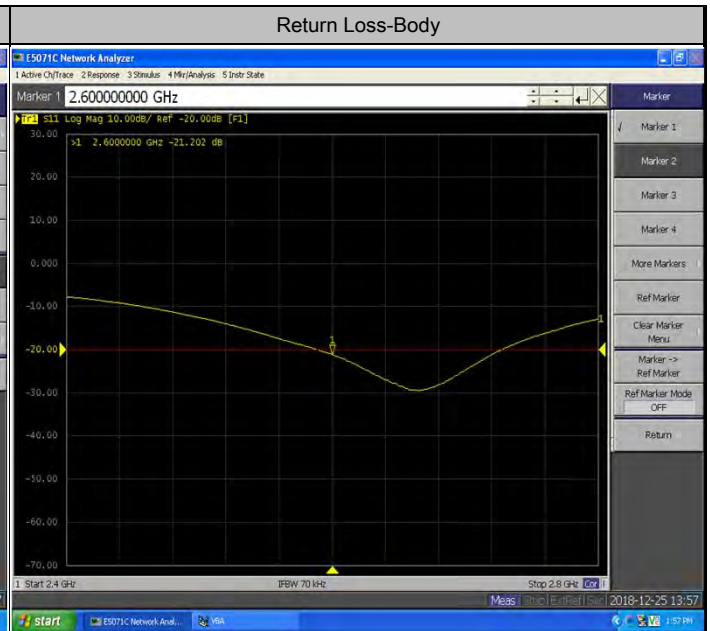 Return Loss-Body
E5071C Network Analyzer
1 Active Ch/Trace 2 Response 3 Stimulus 4 Mkr/Analysis 5 Instr State
Marker 1 2.600000000 GHz
Tr1 S11 Log Mag 10.00dB/ Ref -20.00dB [F1]
>1 2.6000000 GHz -21.202 dB
30.00
20.00
10.00
0.000
-10.00
-20.00
-30.00
-40.00
-50.00
-60.00
-70.00
1
1
1 Start 2.4 GHz IFBW 70 kHz Stop 2.8 GHz Cor
Marker
Marker 1
Marker 2
Marker 3
Marker 4
More Markers
Ref Marker
Clear Marker
Menu
Marker ->
Ref Marker
Ref Marker Mode
OFF
Return
Meas Stop ExtRef Svc 2018-12-25 13:57
start E5071C Network Anal... VBA 1:57 PM